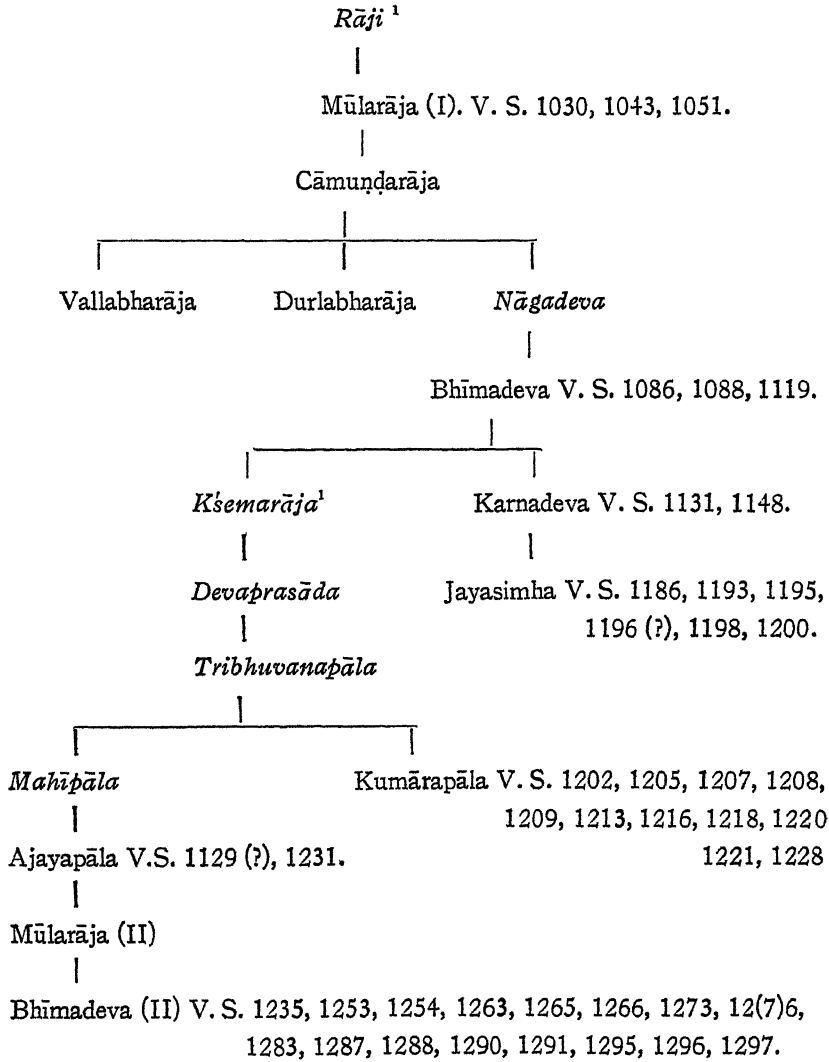 Rāji ¹
Mūlarāja (I). V. S. 1030, 1043, 1051.
Cāmuṇḍarāja
Vallabharāja Durlabharāja Nāgadeva
Bhīmadeva V. S. 1086, 1088, 1119.
Kśemarāja¹ Karnadeva V. S. 1131, 1148.
Devaprasāda Jayasimha V. S. 1186, 1193, 1195,
1196 (?), 1198, 1200.
Tribhuvanapāla
Mahīpāla Kumārapāla V. S. 1202, 1205, 1207, 1208,
1209, 1213, 1216, 1218, 1220
Ajayapāla V.S. 1129 (?), 1231. 1221, 1228
Mūlarāja (II)
Bhīmadeva (II) V. S. 1235, 1253, 1254, 1263, 1265, 1266, 1273, 12(7)6,
1283, 1287, 1288, 1290, 1291, 1295, 1296, 1297.